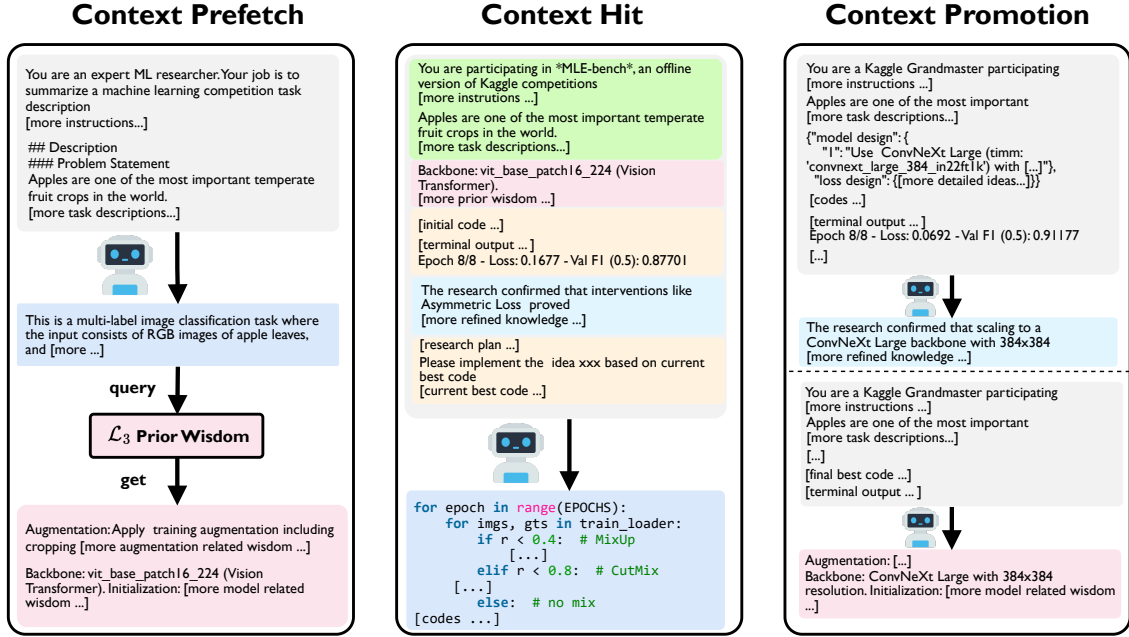 Context Prefetch
You are an expert ML researcher. Your job is to
summarize a machine learning competition task
description
[more instructions...]
## Description
#### Problem Statement
Apples are one of the most important temperate
fruit crops in the world.
[more task descriptions...]
This is a multi-label image classification task where
the input consists of RGB images of apple leaves,
and [more ...]
query
L3 Prior Wisdom
get
Augmentation: Apply training augmentation including
cropping [more augmentation related wisdom ...]
Backbone: vit_base_patch16_224 (Vision
Transformer). Initialization: [more model related
wisdom ...]
Context Hit
You are participating in *MLE-bench*, an offline
version of Kaggle competitions
[more instrutions ...]
Apples are one of the most important temperate
fruit crops in the world.
[more task descriptions...]
Backbone: vit_base_patch16_224 (Vision
Transformer).
[more prior wisdom ...]
[initial code ...]
[terminal output ... ]
Epoch 8/8 - Loss: 0.1677 - Val F1 (0.5): 0.87701
The research confirmed that interventions like
Asymmetric Loss proved
[more refined knowledge ...]
[research plan ...]
Please implement the idea xxx based on current
best code
[current best code ...]
for epoch in range(EPOCHS):
for imgs, gts in train_loader:
if r < 0.4: # MixUp
[...]
elif r < 0.8: # CutMix
[...]
else: # no mix
[codes ...]
Context Promotion
You are a Kaggle Grandmaster participating
[more instructions ...]
Apples are one of the most important
[more task descriptions...]
{"model design": {
"1": "Use ConvNeXt Large (timm:
'convnext_large_384_in22ft1k') with [...]"},
"loss design": {[more detailed ideas...]}}
[codes ...]
[terminal output ... ]
Epoch 8/8 - Loss: 0.0692 - Val F1 (0.5): 0.91177
[...]
The research confirmed that scaling to a
ConvNeXt Large backbone with 384x384
[more refined knowledge ...]
You are a Kaggle Grandmaster participating
[more instructions ...]
Apples are one of the most important
[more task descriptions...]
[...]
[final best code ...]
[terminal output ... ]
Augmentation: [...]
Backbone: ConvNeXt Large with 384x384
resolution. Initialization: [more model related wisdom
...]